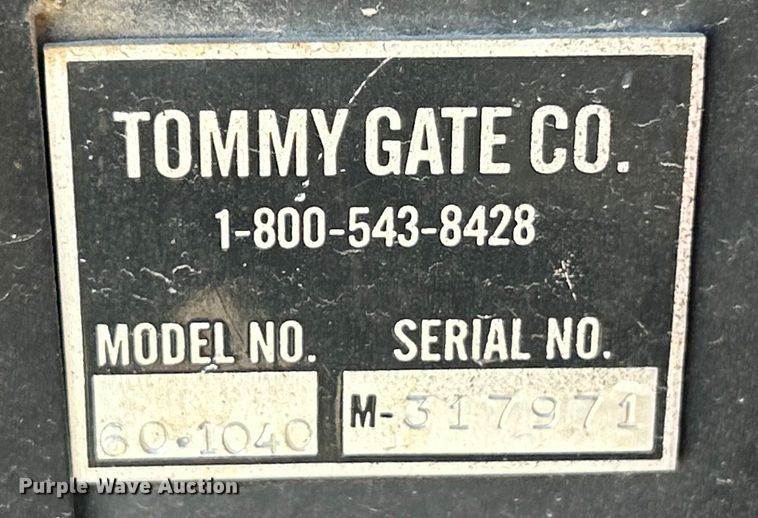 TOMMY GATE CO.
1-800-543-8428
MODEL NO. SERIAL NO.
60-1040 M-317971
Purple Wave Auction